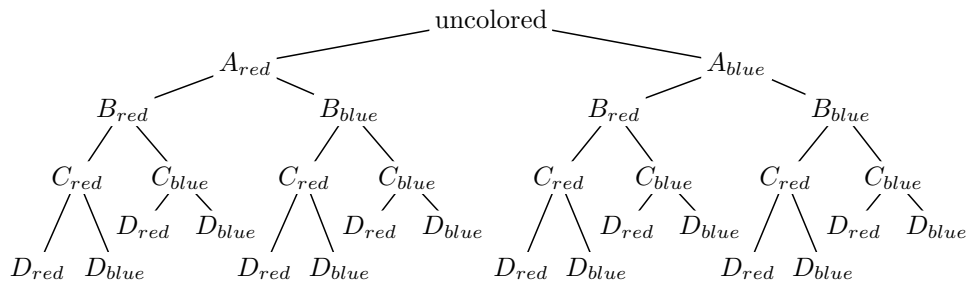 uncolored
A_red A_blue
B_red B_blue B_red B_blue
C_red C_blue C_red C_blue C_red C_blue C_red C_blue
D_red D_blue D_red D_blue D_red D_blue D_red D_blue
D_red D_blue D_red D_blue D_red D_blue D_red D_blue